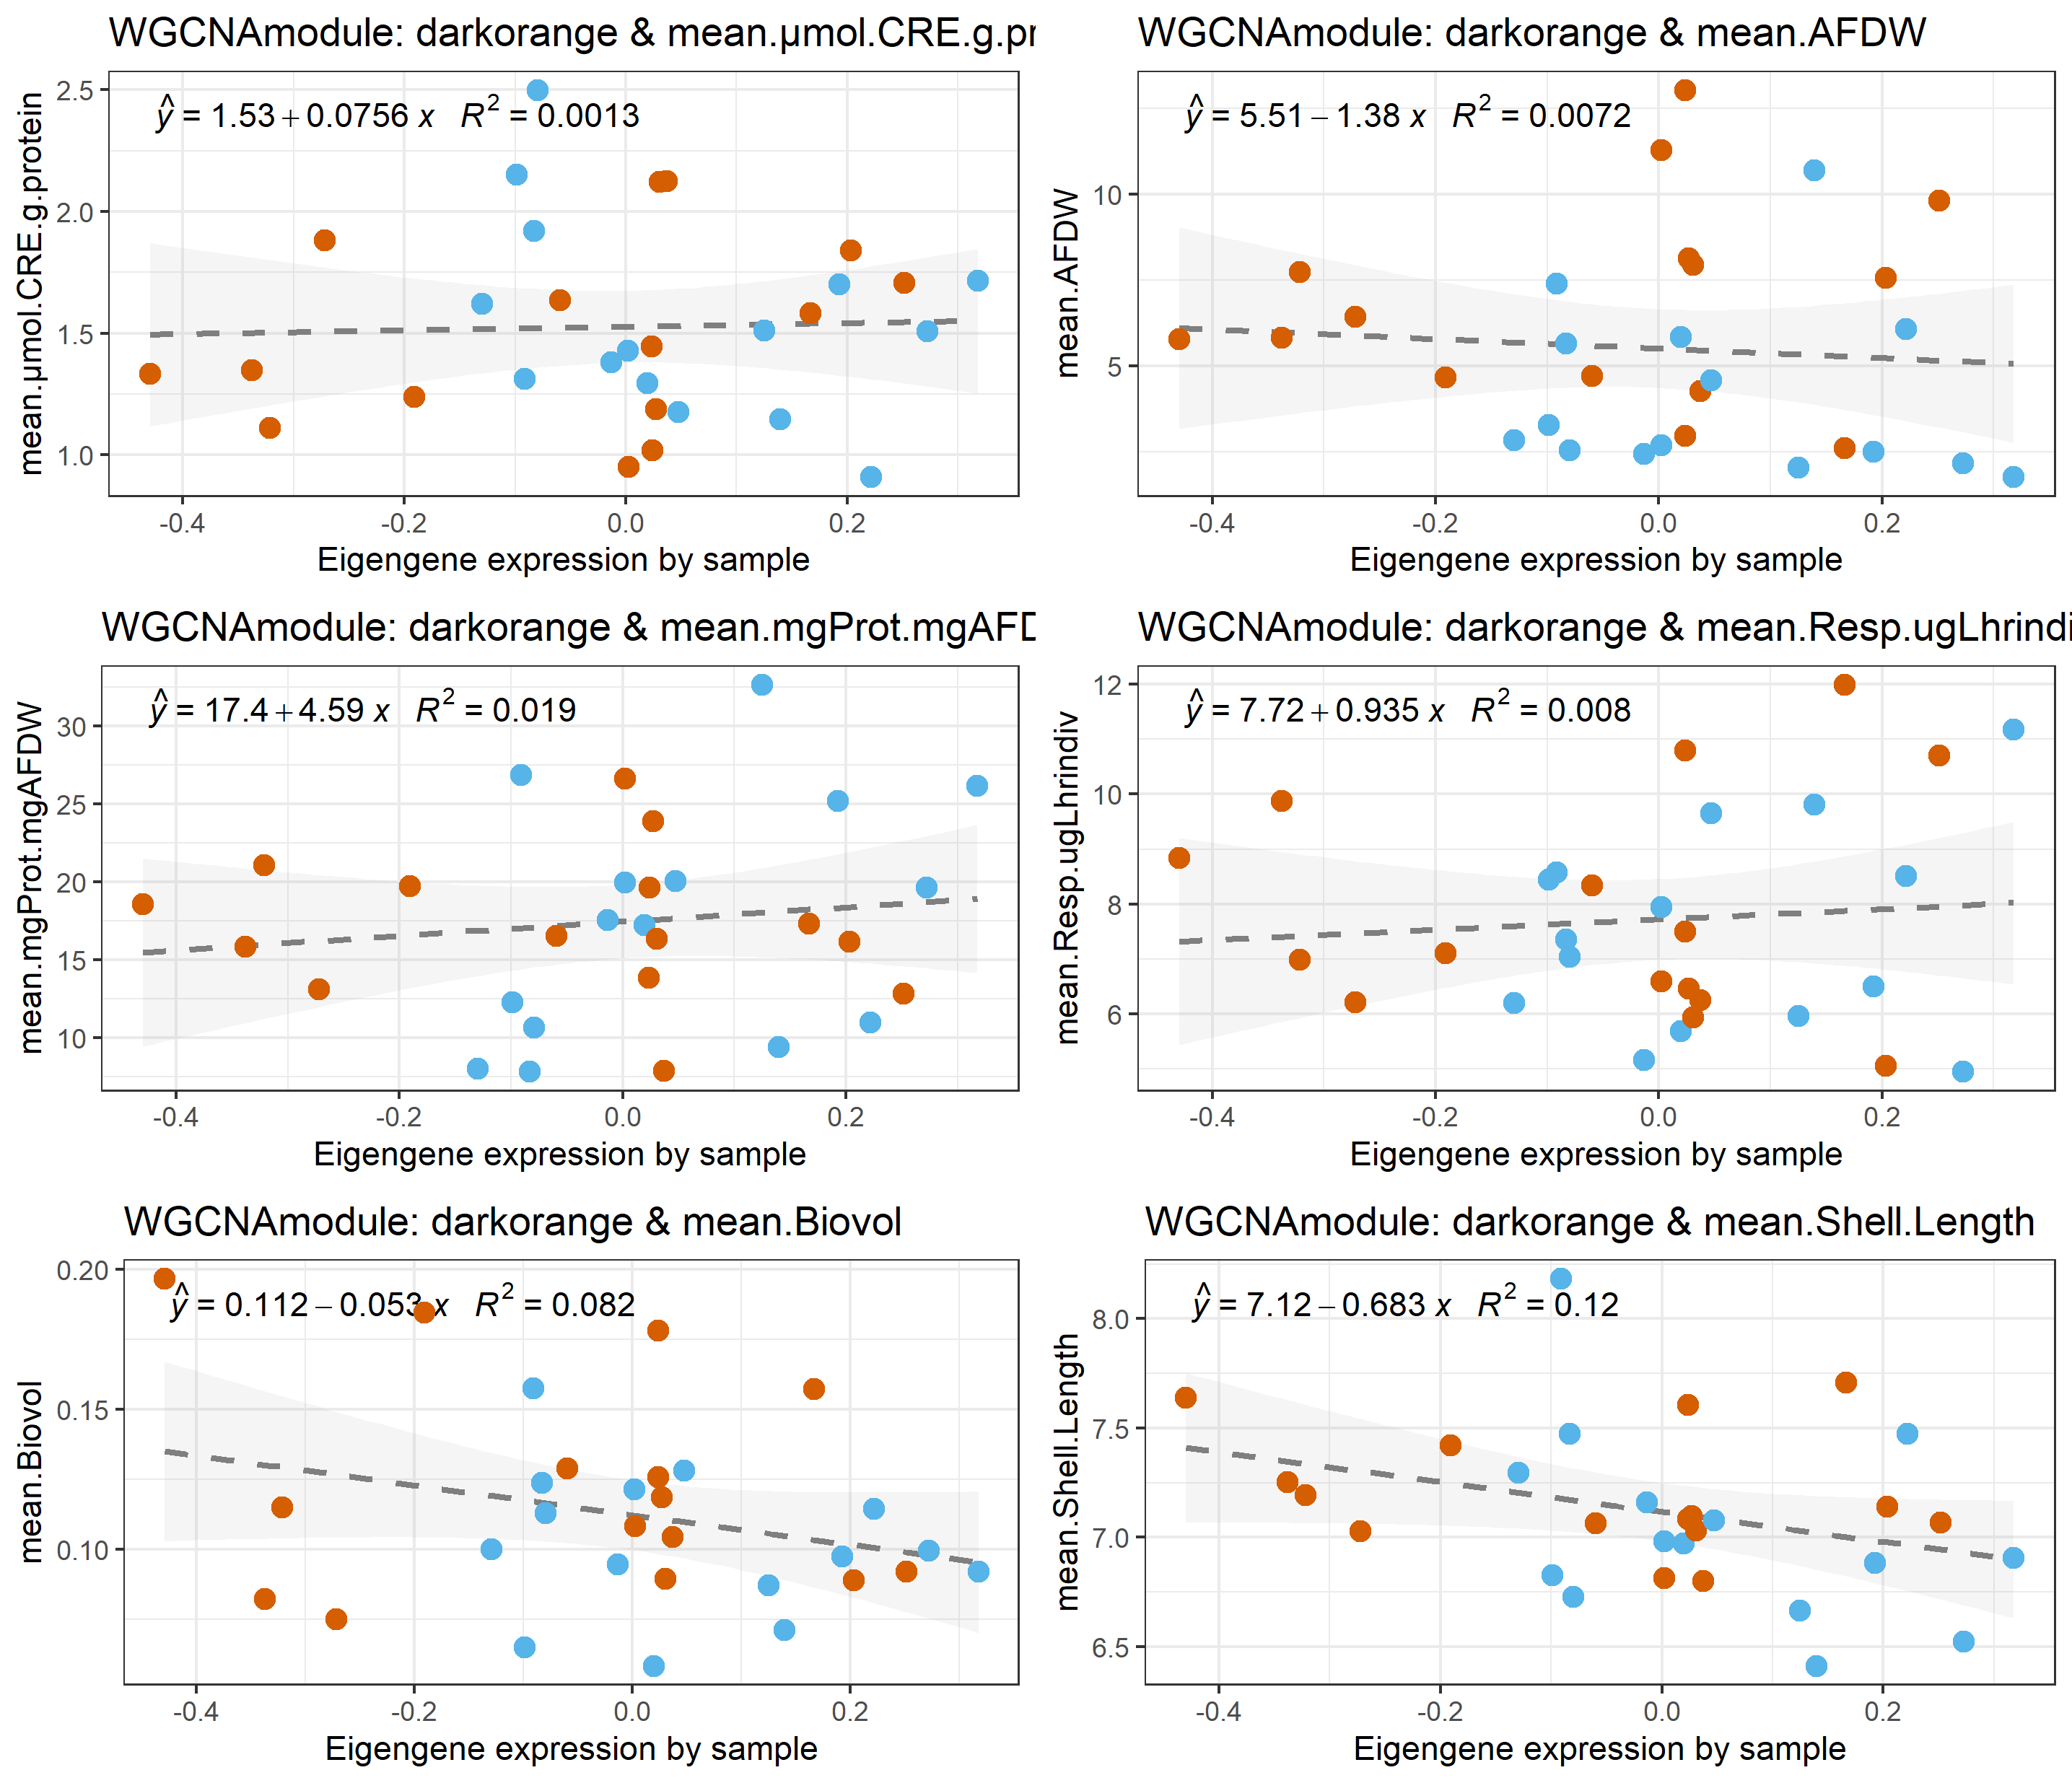 WGCNAmodule: darkorange & mean.µmol.CRE.g.pr
ŷ = 1.53 + 0.0756 x R² = 0.0013
mean.µmol.CRE.g.protein
2.5
2.0
1.5
1.0
-0.4 -0.2 0.0 0.2
Eigengene expression by sample
WGCNAmodule: darkorange & mean.AFDW
ŷ = 5.51 − 1.38 x R² = 0.0072
mean.AFDW
10
5
-0.4 -0.2 0.0 0.2
Eigengene expression by sample
WGCNAmodule: darkorange & mean.mgProt.mgAFD
ŷ = 17.4 + 4.59 x R² = 0.019
mean.mgProt.mgAFDW
30
25
20
15
10
-0.4 -0.2 0.0 0.2
Eigengene expression by sample
WGCNAmodule: darkorange & mean.Resp.ugLhrindi
ŷ = 7.72 + 0.935 x R² = 0.008
mean.Resp.ugLhrindiv
12
10
8
6
-0.4 -0.2 0.0 0.2
Eigengene expression by sample
WGCNAmodule: darkorange & mean.Biovol
ŷ = 0.112 − 0.053 x R² = 0.082
mean.Biovol
0.20
0.15
0.10
-0.4 -0.2 0.0 0.2
Eigengene expression by sample
WGCNAmodule: darkorange & mean.Shell.Length
ŷ = 7.12 − 0.683 x R² = 0.12
mean.Shell.Length
8.0
7.5
7.0
6.5
-0.4 -0.2 0.0 0.2
Eigengene expression by sample